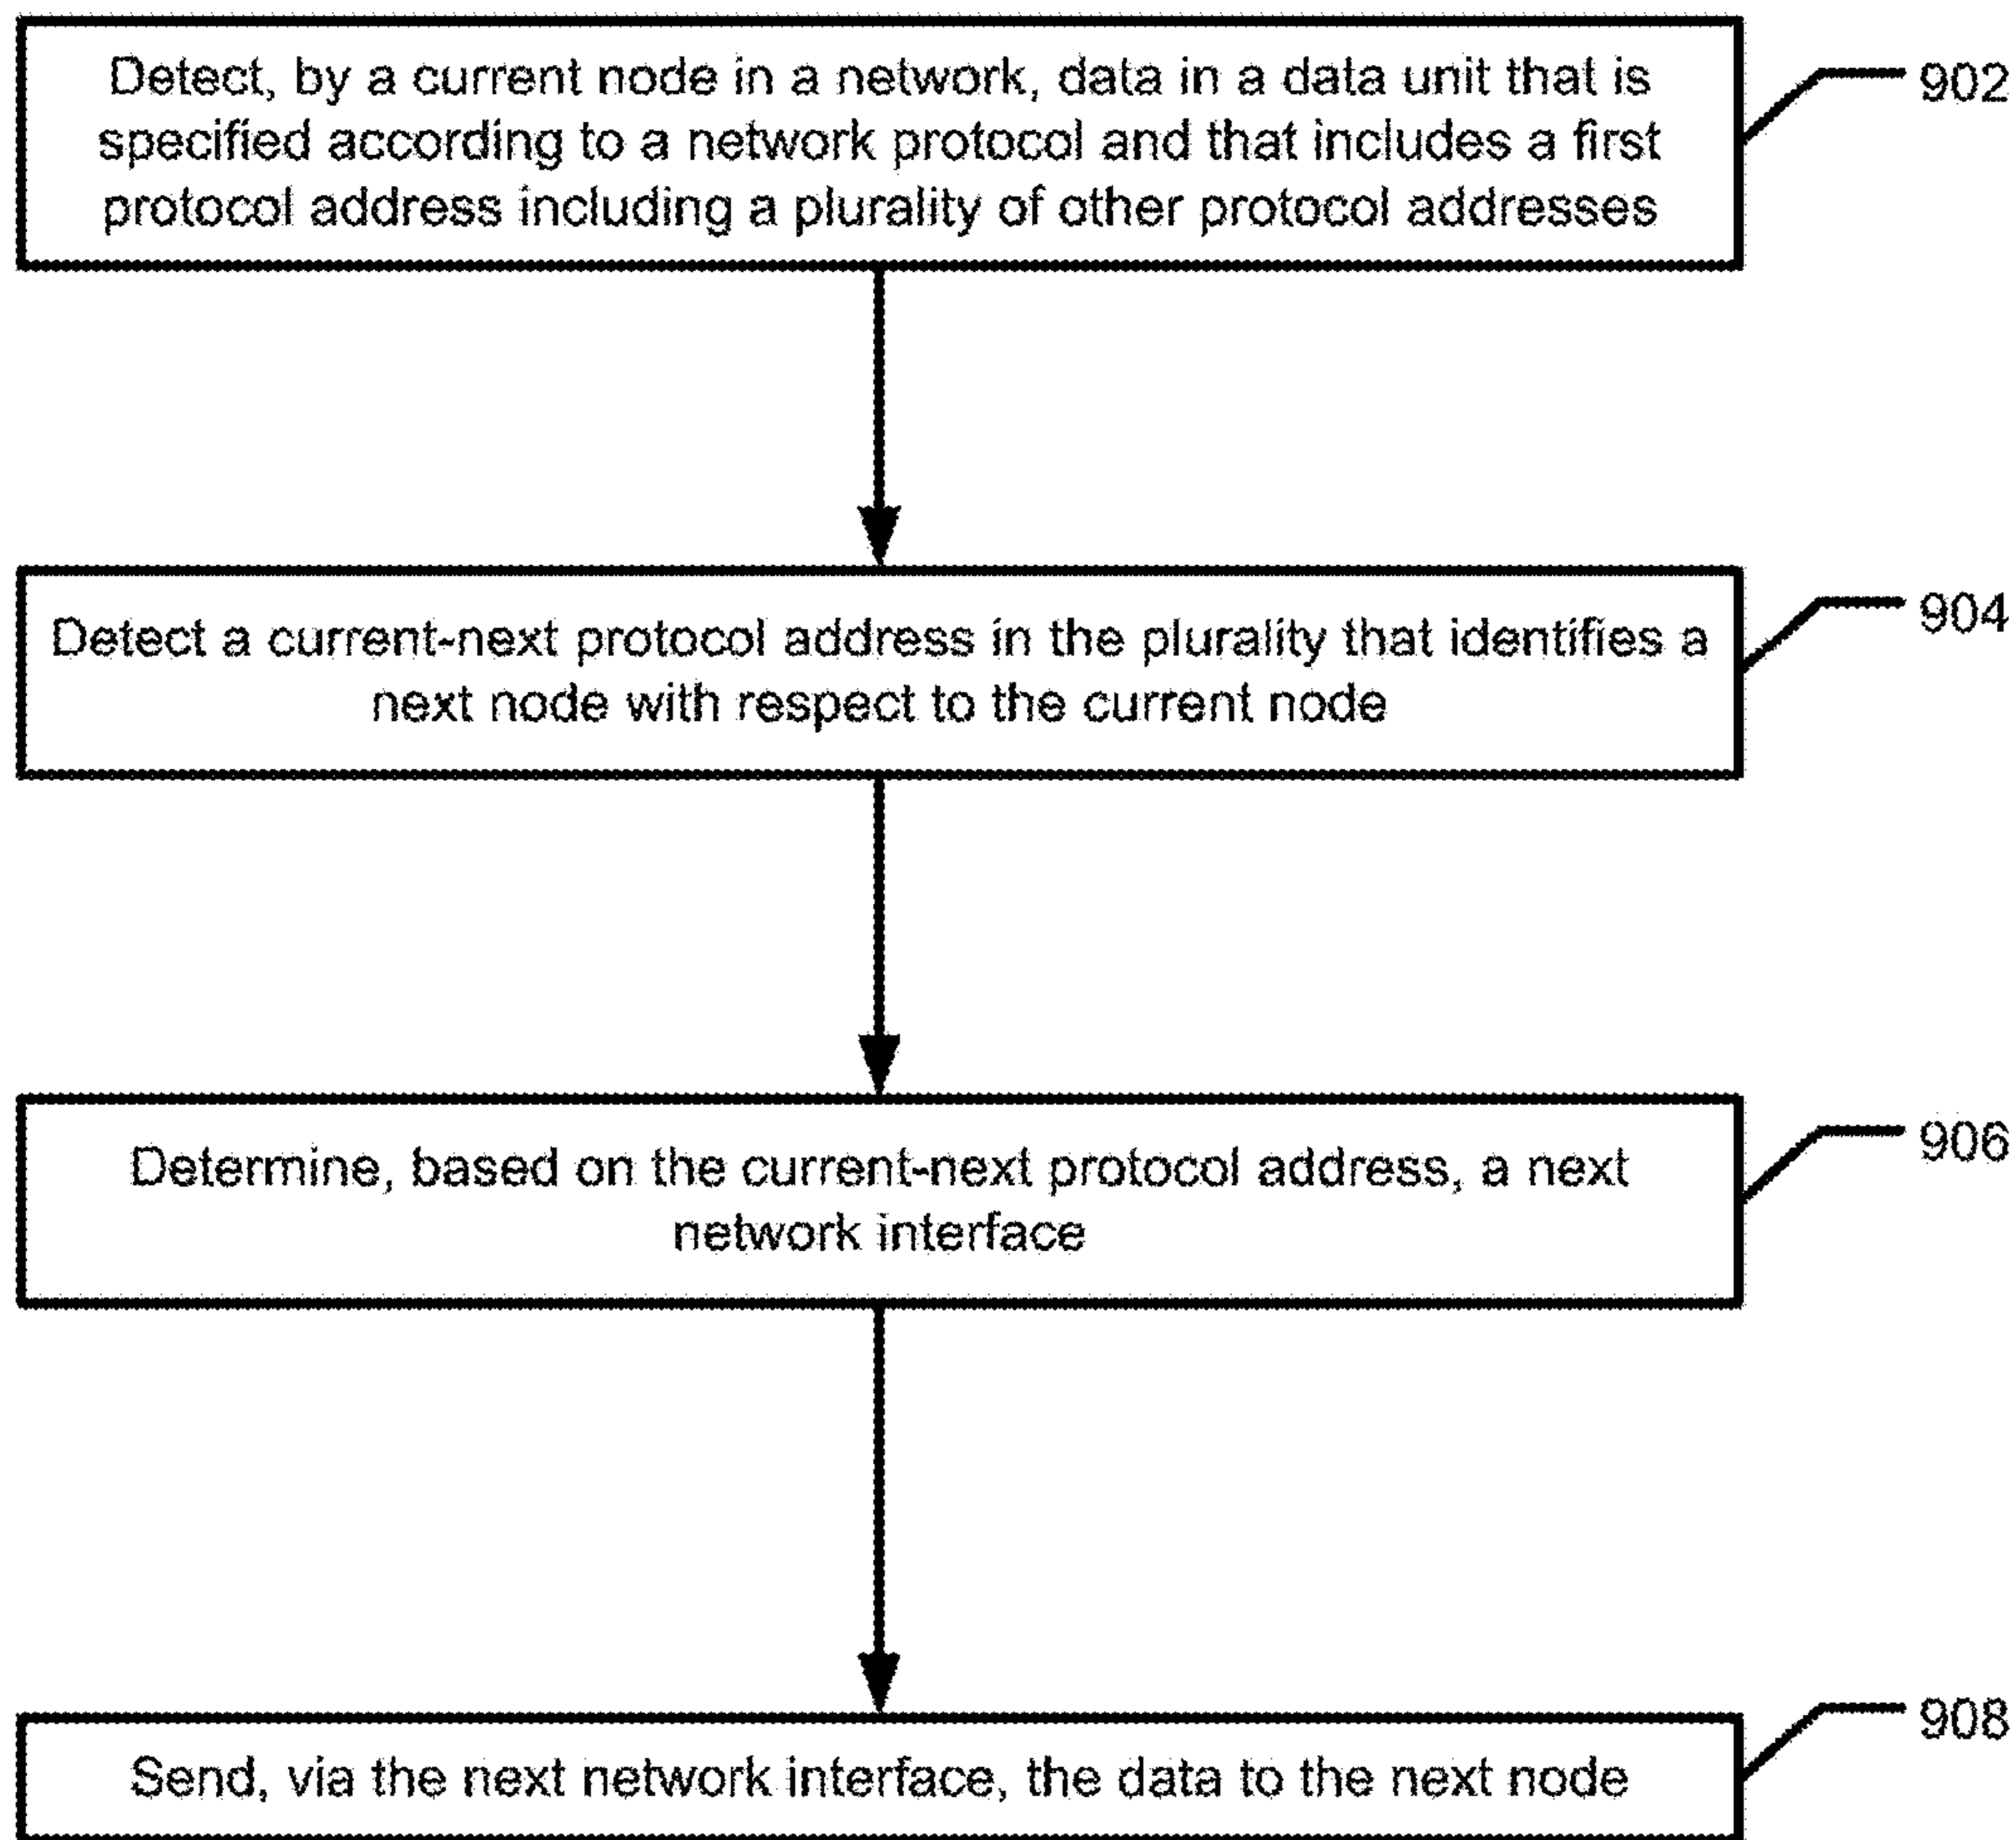 Detect, by a current node in a network, data in a data unit that is
specified according to a network protocol and that includes a first
protocol address including a plurality of other protocol addresses
902
Detect a current-next protocol address in the plurality that identifies a
next node with respect to the current node
904
Determine, based on the current-next protocol address, a next
network interface
906
Send, via the next network interface, the data to the next node
908